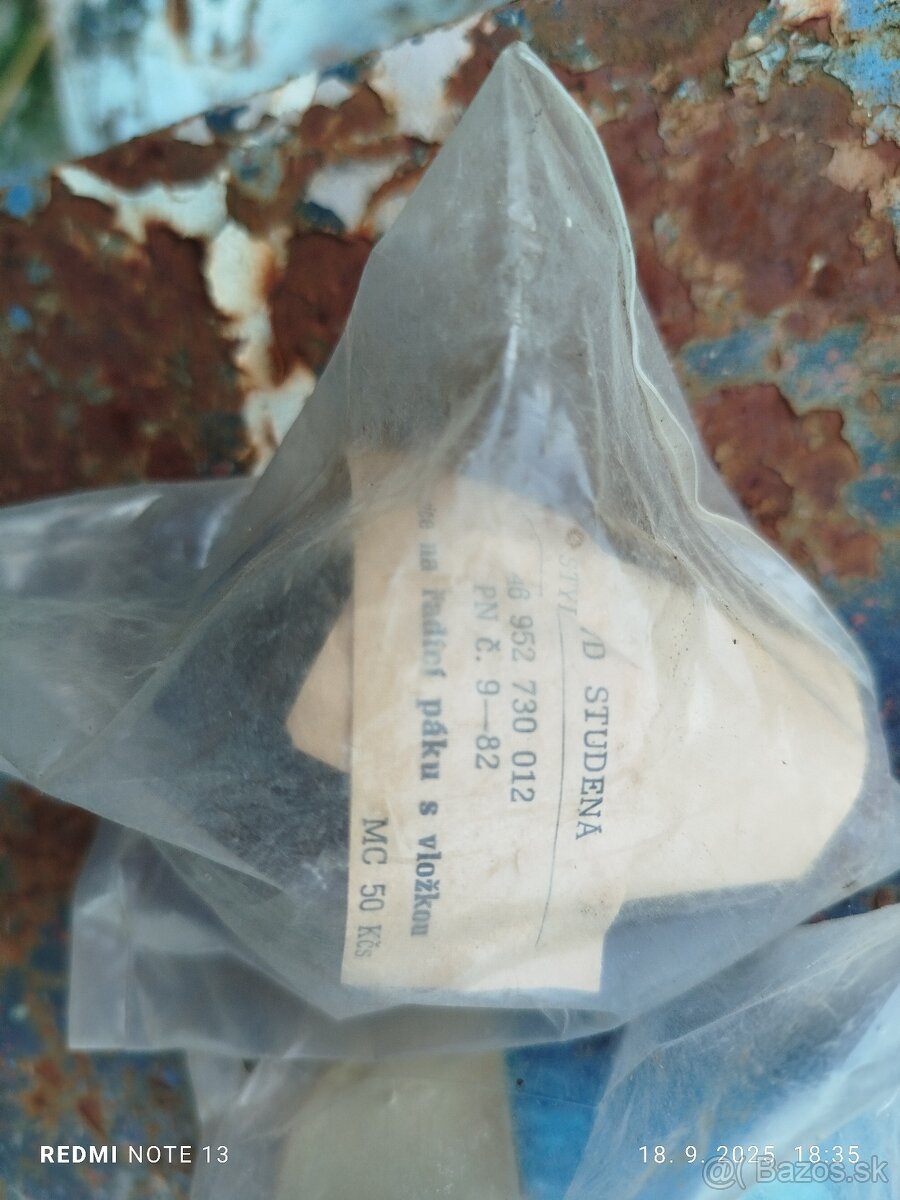 STUDENA
952 730 012
PN č. 9—82
na řadící páku s vložkou
MC 50 Kčs
REDMI NOTE 13
18. 9. 2025 18:35
@ Bazos.sk